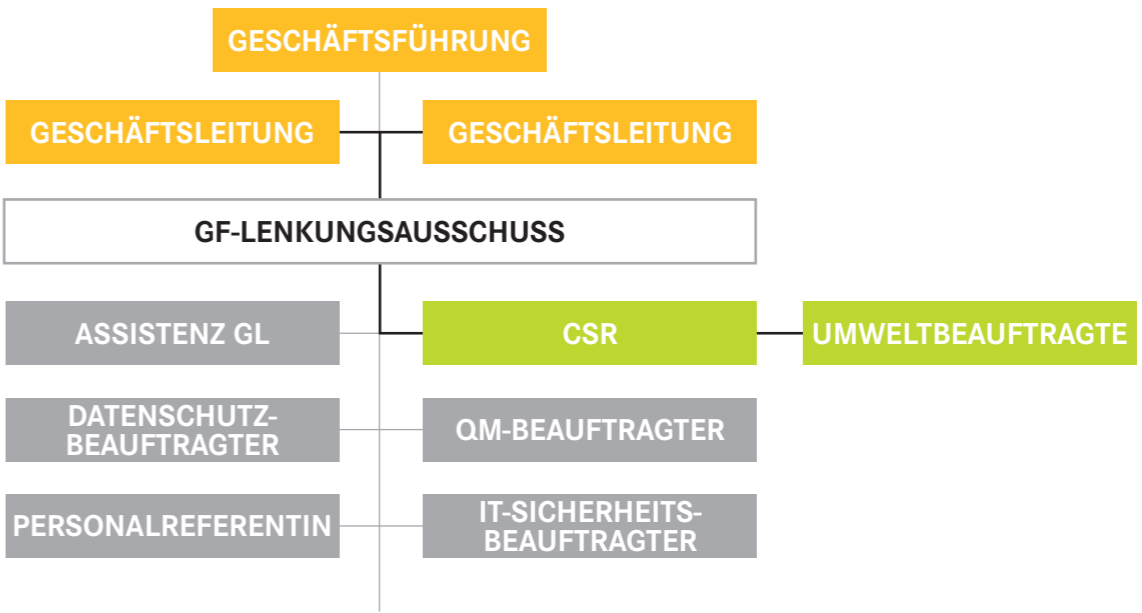 GESCHÄFTSFÜHRUNG
GESCHÄFTSLEITUNG
GESCHÄFTSLEITUNG
GF-LENKUNGSAUSSCHUSS
ASSISTENZ GL
CSR
UMWELTBEAUFTRAGTE
DATENSCHUTZ-
BEAUFTRAGTER
QM-BEAUFTRAGTER
PERSONALREFERENTIN
IT-SICHERHEITS-
BEAUFTRAGTER